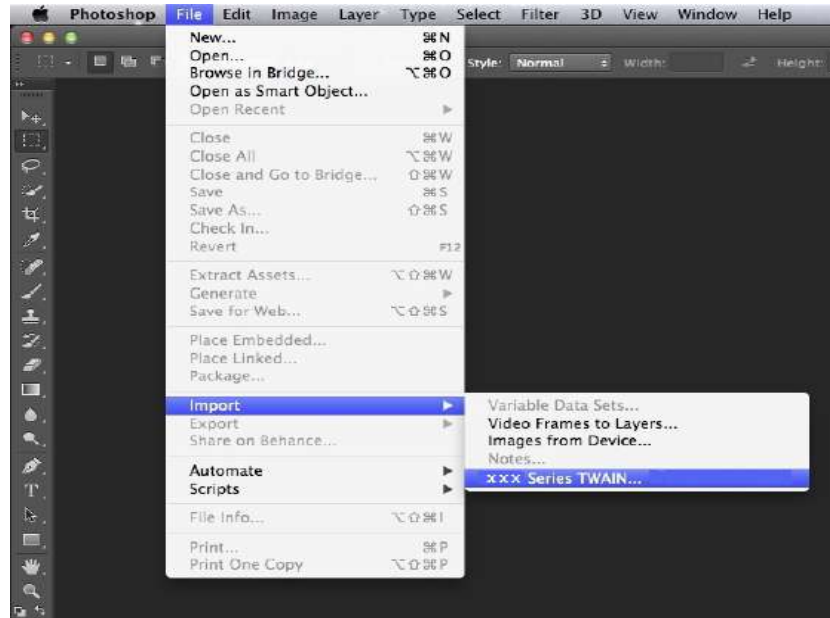 Photoshop File Edit Image Layer Type Select Filter 3D View Window Help
Style: Normal Width: Height:
New... ⌘N
Open... ⌘O
Browse in Bridge... ⌥⌘O
Open as Smart Object...
Open Recent
Close ⌘W
Close All ⌥⌘W
Close and Go to Bridge... ⇧⌘W
Save ⌘S
Save As... ⇧⌘S
Check In...
Revert F12
Extract Assets... ⌥⇧⌘W
Generate
Save for Web... ⌥⇧⌘S
Place Embedded...
Place Linked...
Package...
Import
Export
Share on Behance...
Variable Data Sets...
Video Frames to Layers...
Images from Device...
Notes...
xxx Series TWAIN...
Automate
Scripts
File Info... ⌥⇧⌘I
Print... ⌘P
Print One Copy ⌥⇧⌘P